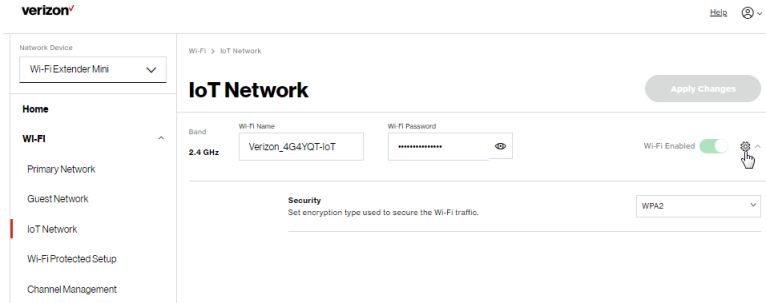 verizon✓
Help
Network Device
Wi-Fi Extender Mini
Home
Wi-Fi
Primary Network
Guest Network
IoT Network
Wi-Fi Protected Setup
Channel Management
Wi-Fi > IoT Network
IoT Network
Apply Changes
Band
2.4 GHz
Wi-Fi Name
Verizon_4G4YQT-IoT
Wi-Fi Password
•••••••••••••••
Wi-Fi Enabled
Security
Set encryption type used to secure the Wi-Fi traffic.
WPA2